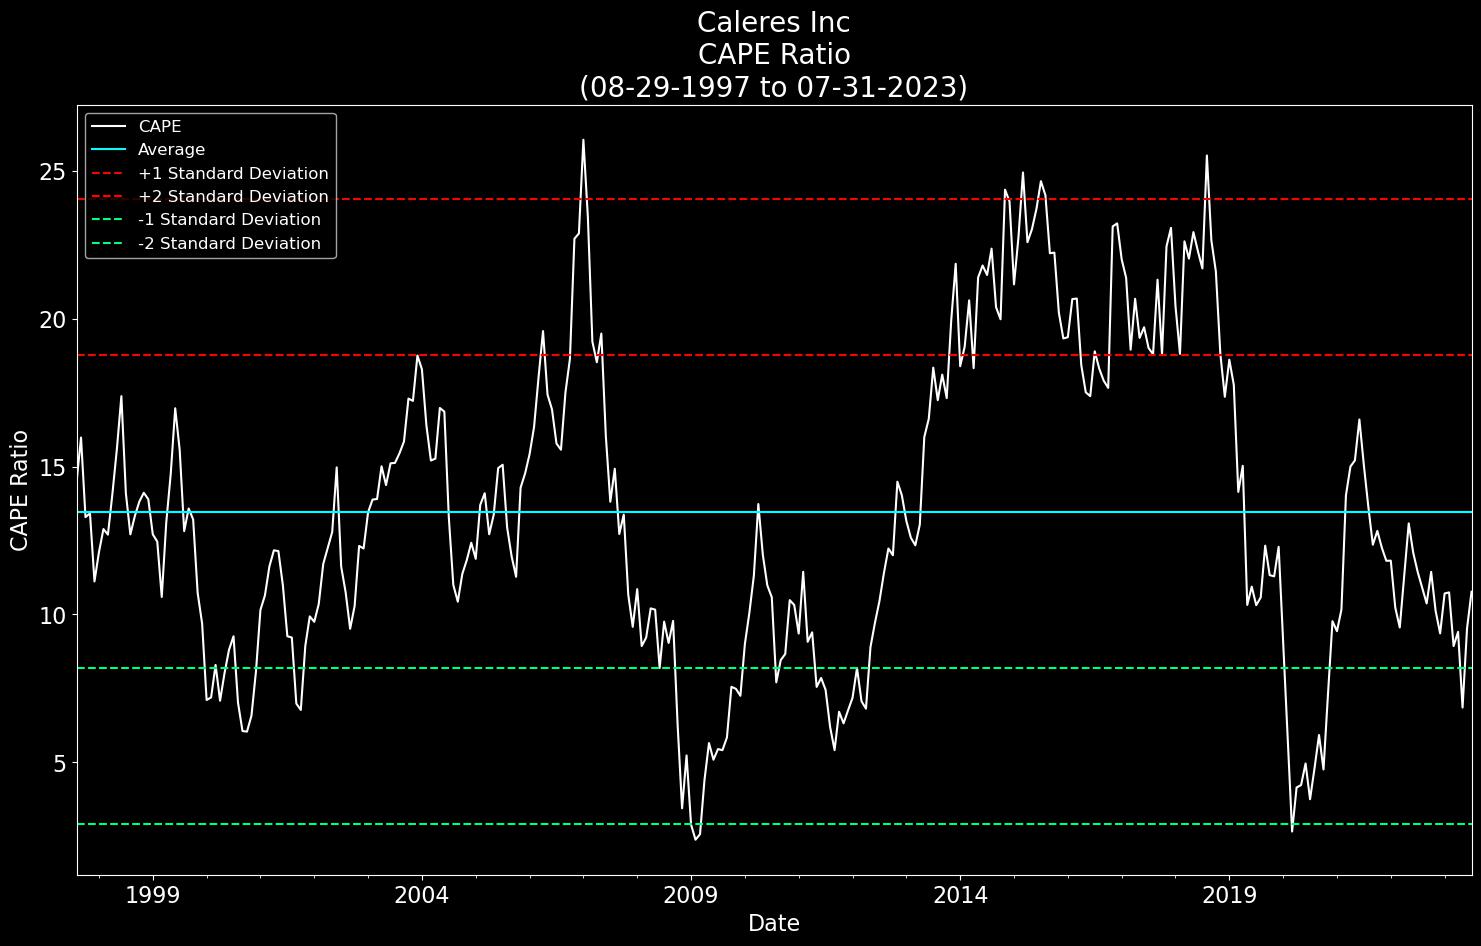 Caleres Inc
CAPE Ratio
(08-29-1997 to 07-31-2023)
CAPE
Average
+1 Standard Deviation
+2 Standard Deviation
-1 Standard Deviation
-2 Standard Deviation
25
20
15
10
5
CAPE Ratio
1999
2004
2009
2014
2019
Date